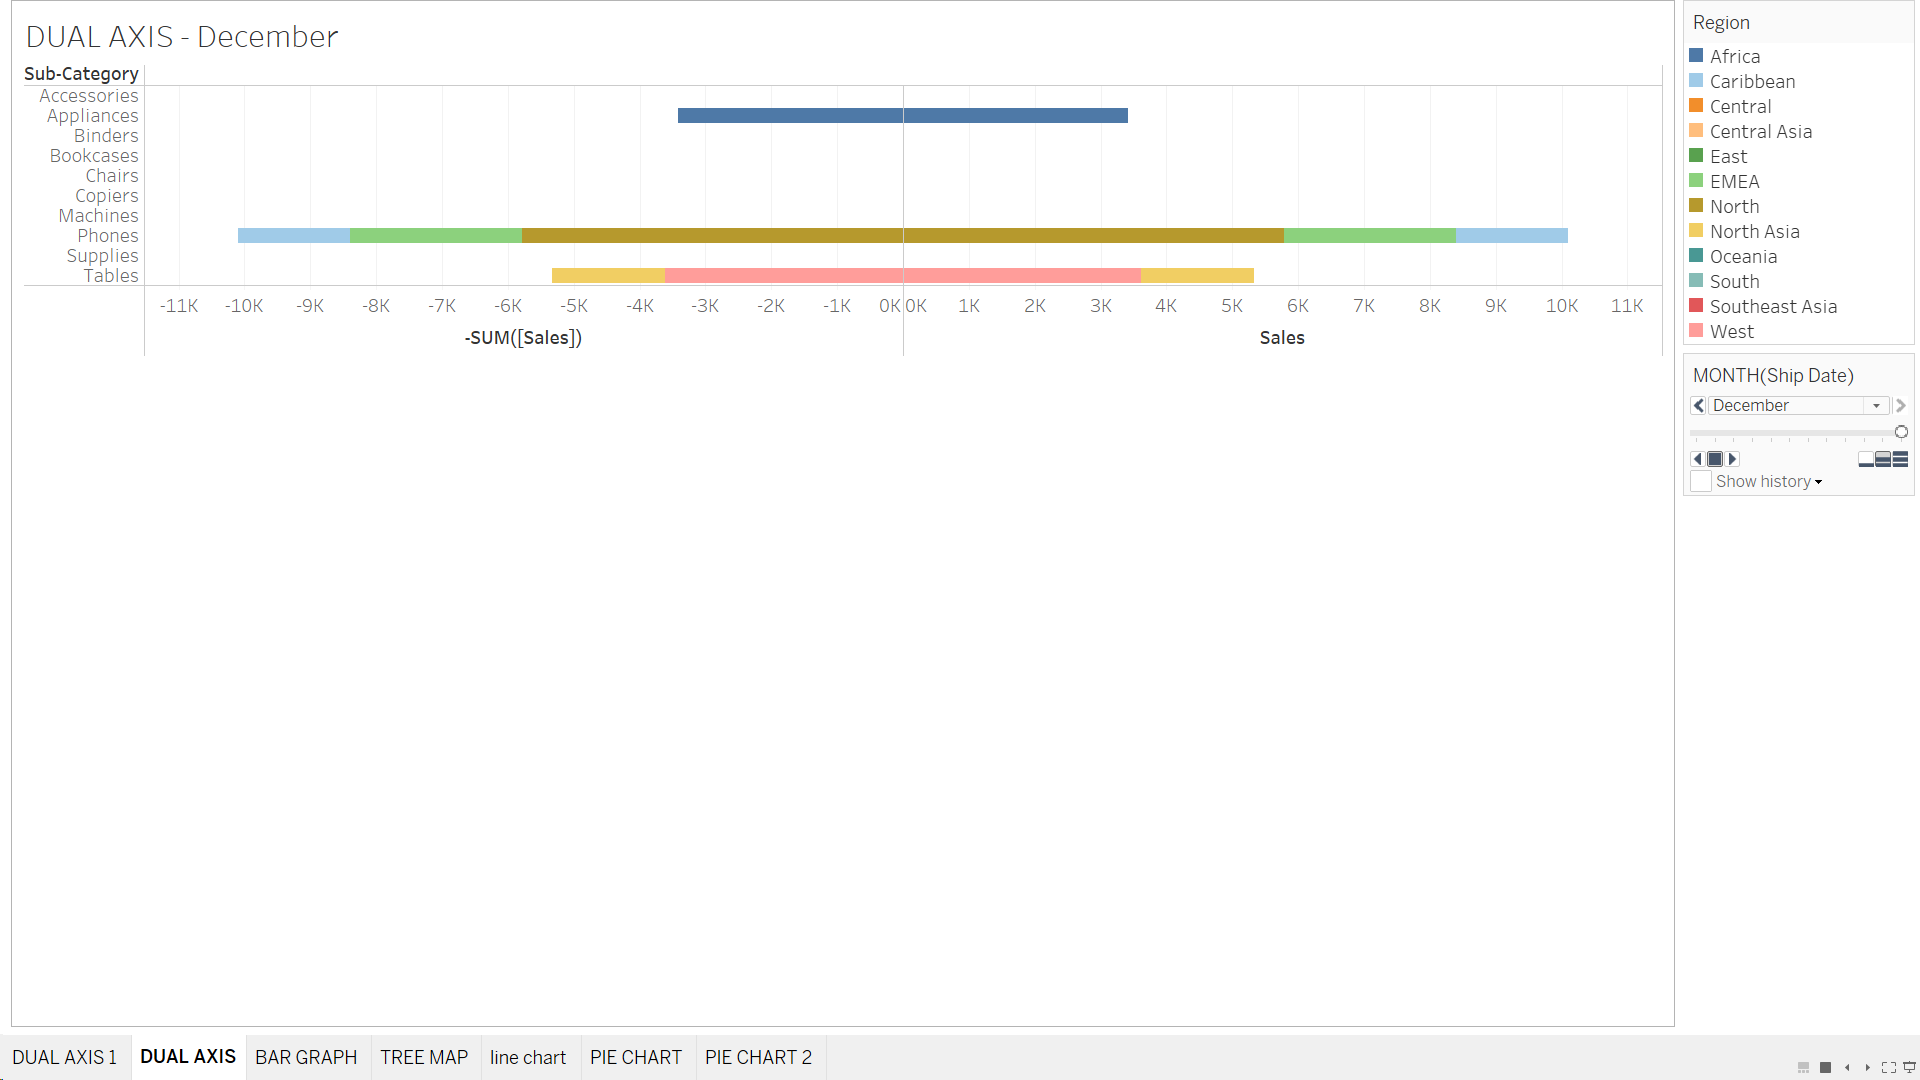 DUAL AXIS - December
Sub-Category
Accessories
Appliances
Binders
Bookcases
Chairs
Copiers
Machines
Phones
Supplies
Tables
-11K -10K -9K -8K -7K -6K -5K -4K -3K -2K -1K 0K 0K 1K 2K 3K 4K 5K 6K 7K 8K 9K 10K 11K
-SUM([Sales]) Sales
Region
Africa
Caribbean
Central
Central Asia
East
EMEA
North
North Asia
Oceania
South
Southeast Asia
West
MONTH(Ship Date)
December
Show history
DUAL AXIS 1 DUAL AXIS BAR GRAPH TREE MAP line chart PIE CHART PIE CHART 2